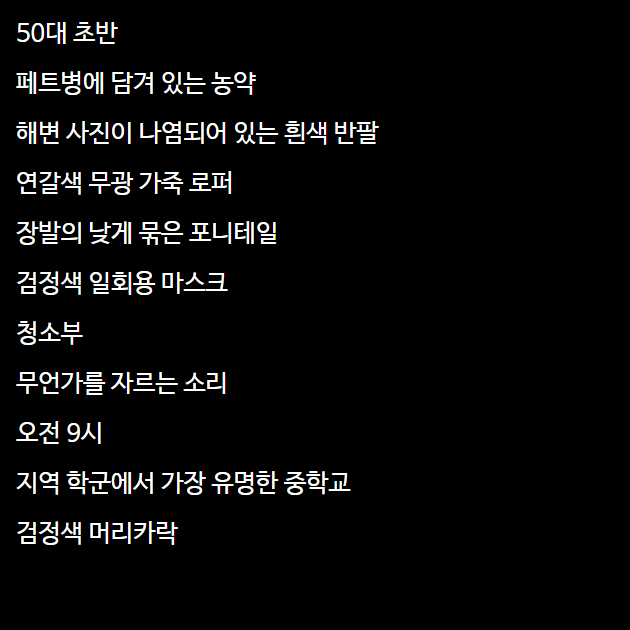 50대 초반
페트병에 담겨 있는 농약
해변 사진이 나염되어 있는 흰색 반팔
연갈색 무광 가죽 로퍼
장발의 낮게 묶은 포니테일
검정색 일회용 마스크
청소부
무언가를 자르는 소리
오전 9시
지역 학군에서 가장 유명한 중학교
검정색 머리카락